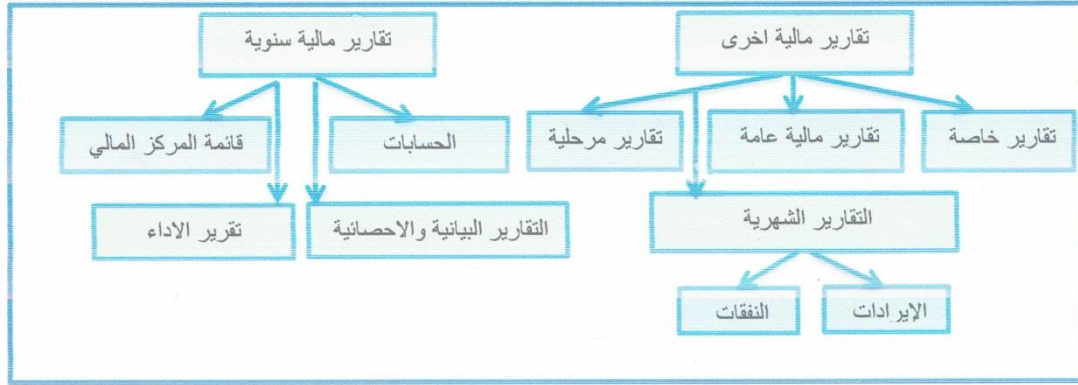 تقارير مالية اخرى
تقارير مالية سنوية
تقارير خاصة
تقارير مالية عامة
تقارير مرحلية
الحسابات
قائمة المركز المالي
التقارير الشهرية
التقارير البيانية والاحصائية
تقرير الاداء
الإيرادات
النفقات